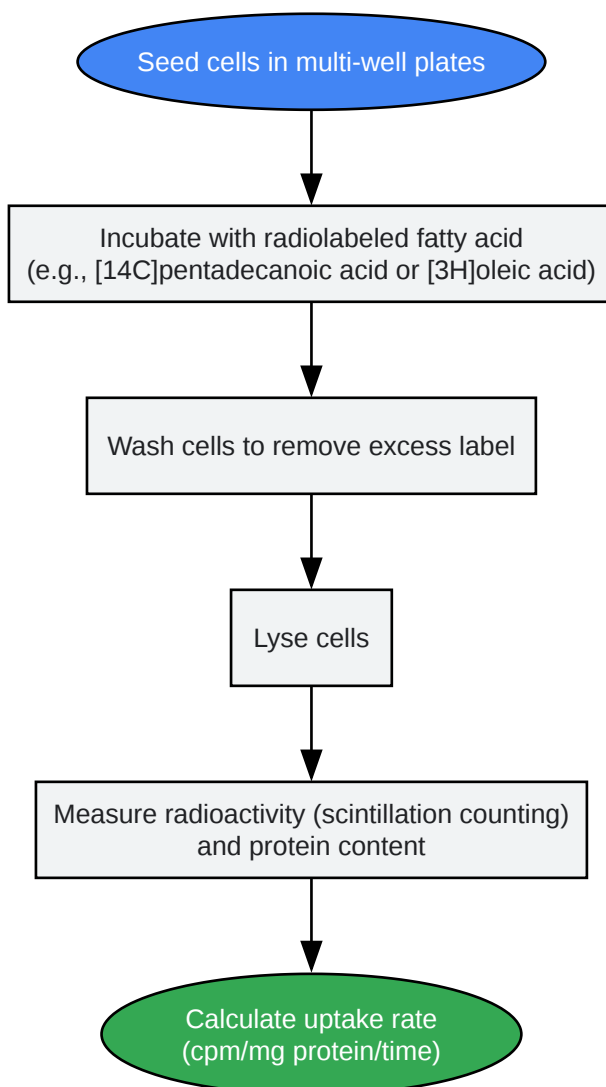 Seed cells in multi-well plates
Incubate with radiolabeled fatty acid
(e.g., [14C]pentadecanoic acid or [3H]oleic acid)
Wash cells to remove excess label
Lyse cells
Measure radioactivity (scintillation counting)
and protein content
Calculate uptake rate
(cpm/mg protein/time)